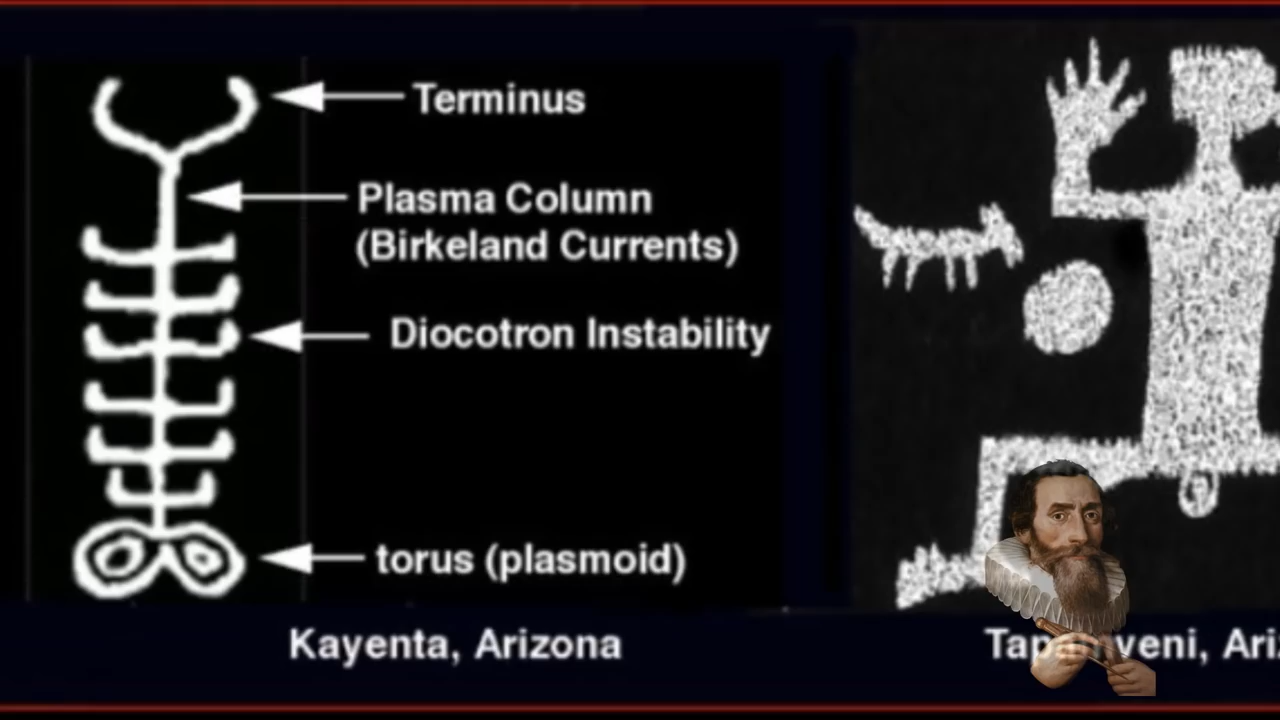 Terminus
Plasma Column
(Birkeland Currents)
Diocotron Instability
torus (plasmoid)
Kayenta, Arizona